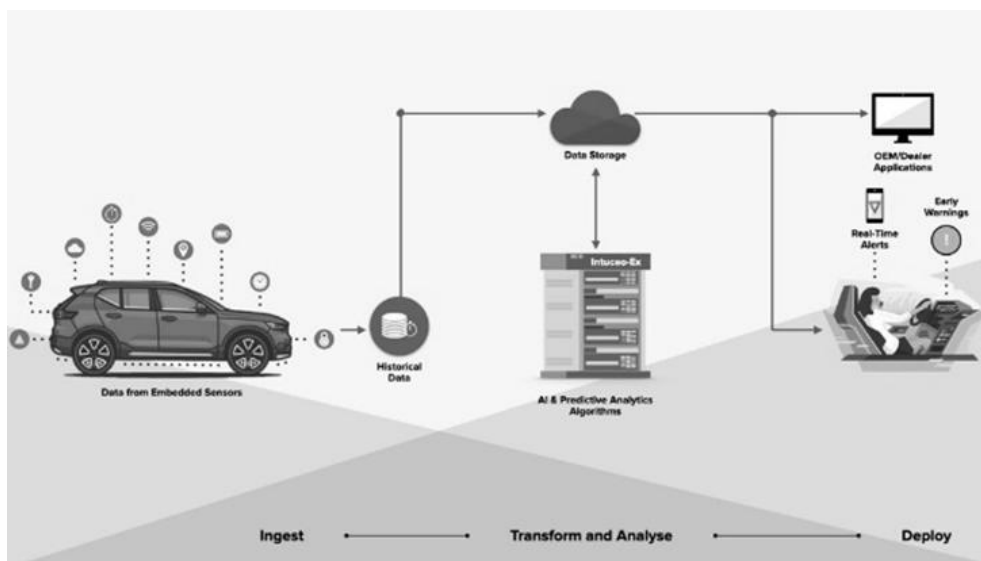 Data Storage
OEM/Dealer
Applications
Early
Warnings
Real-Time
Alerts
Intuceo-Ex
Historical
Data
Data from Embedded Sensors
AI & Predictive Analytics
Algorithms
Ingest
Transform and Analyse
Deploy